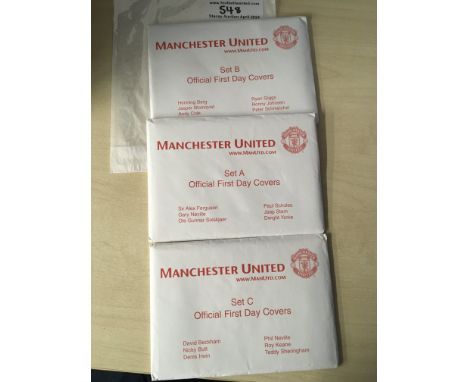 548
MANCHESTER UNITED
WWW.MANUTD.COM
Set B
Official First Day Covers
Henning Berg Ryan Giggs
Jesper Blomqvist Ronny Johnsen
Andy Cole Peter Schmeichel
MANCHESTER UNITED
WWW.MANUTD.COM
Set A
Official First Day Covers
Sir Alex Ferguson Paul Scholes
Gary Neville Jaap Stam
Ole Gunnar Solskjaer Dwight Yorke
MANCHESTER UNITED
WWW.MANUTD.COM
Set C
Official First Day Covers
David Beckham Phil Neville
Nicky Butt Roy Keane
Denis Irwin Teddy Sheringham